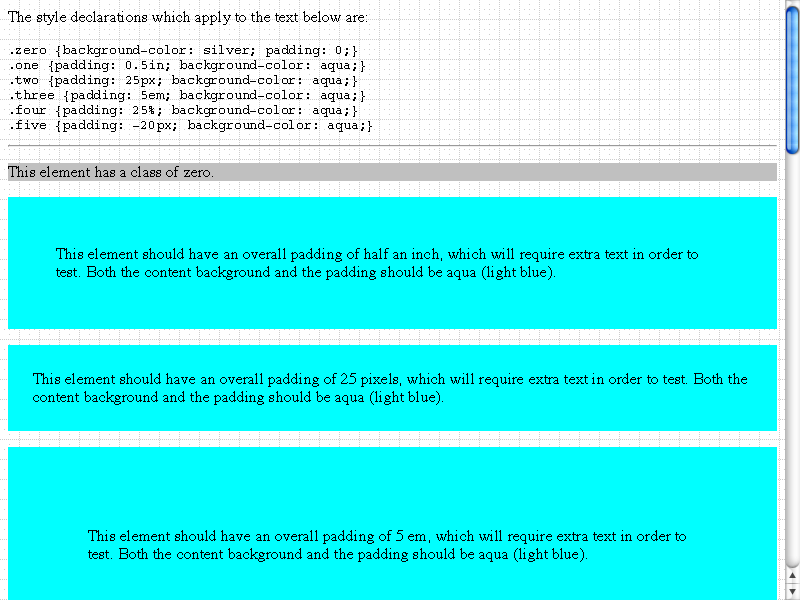 The style declarations which apply to the text below are:
.zero {background-color: silver; padding: 0;}
.one {padding: 0.5in; background-color: aqua;}
.two {padding: 25px; background-color: aqua;}
.three {padding: 5em; background-color: aqua;}
.four {padding: 25%; background-color: aqua;}
.five {padding: -20px; background-color: aqua;}
This element has a class of zero.
This element should have an overall padding of half an inch, which will require extra text in order to
test. Both the content background and the padding should be aqua (light blue).
This element should have an overall padding of 25 pixels, which will require extra text in order to test. Both the
content background and the padding should be aqua (light blue).
This element should have an overall padding of 5 em, which will require extra text in order to
test. Both the content background and the padding should be aqua (light blue).